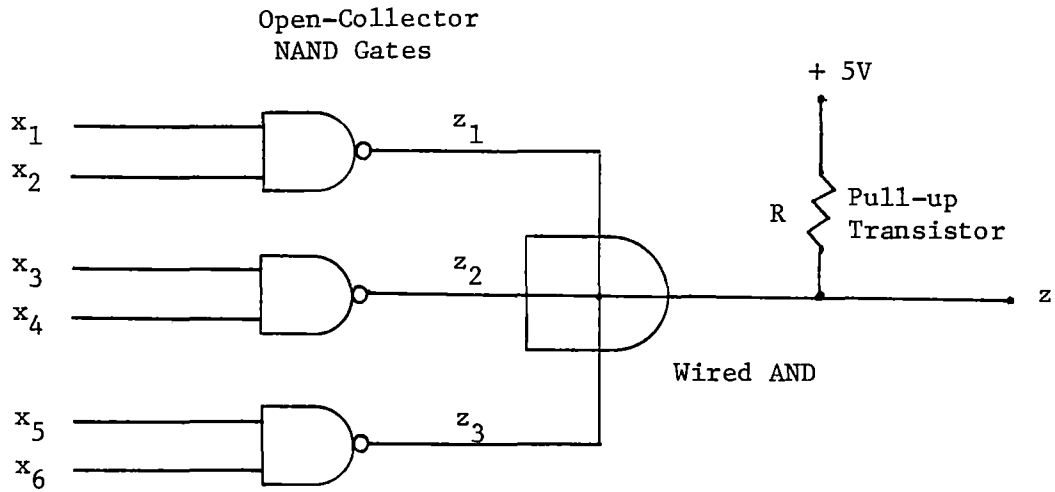 Open-Collector
NAND Gates
+ 5V
x1
x2
z1
R
Pull-up
Transistor
x3
x4
z2
z
Wired AND
x5
x6
z3